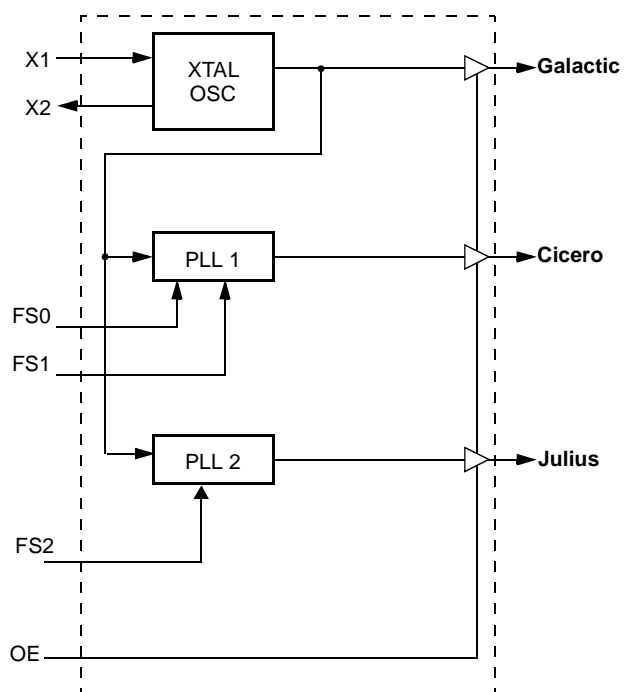 X1
XTAL
OSC
Galactic
X2
PLL 1
Cicero
FS0
FS1
PLL 2
Julius
FS2
OE